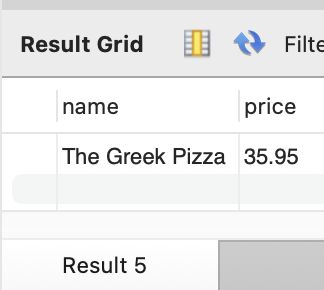 Result Grid Filte
name price
The Greek Pizza 35.95
Result 5